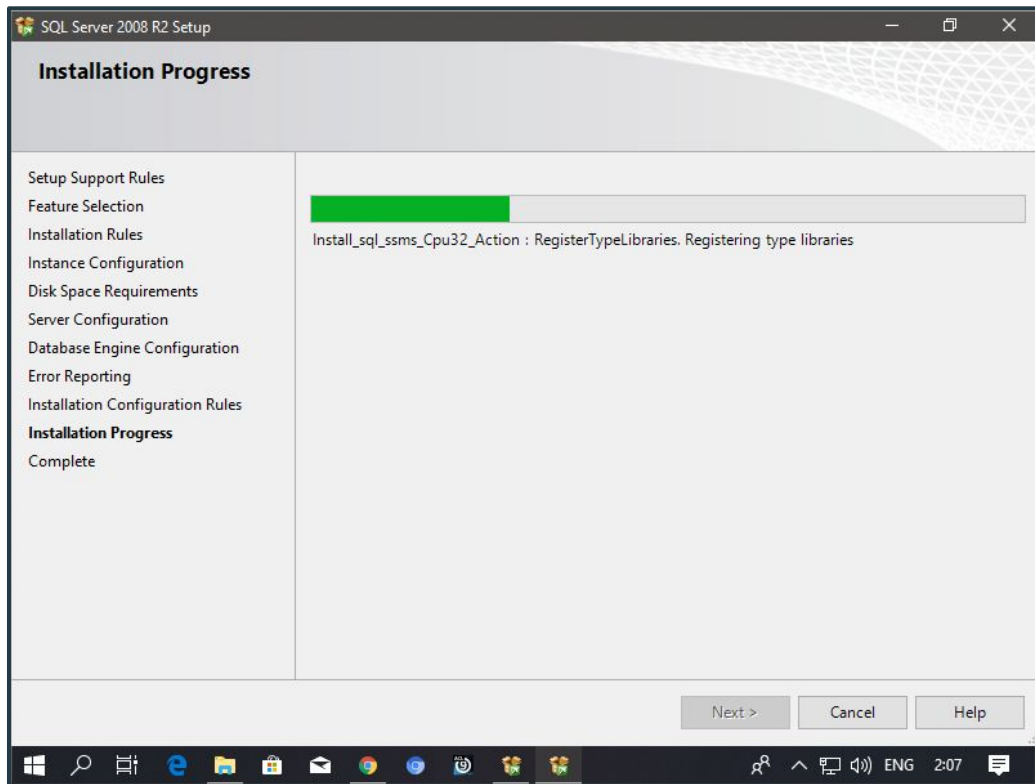 SQL Server 2008 R2 Setup
Installation Progress
Setup Support Rules
Feature Selection
Installation Rules
Instance Configuration
Disk Space Requirements
Server Configuration
Database Engine Configuration
Error Reporting
Installation Configuration Rules
Installation Progress
Complete
Install_sql_ssms_Cpu32_Action : RegisterTypeLibraries. Registering type libraries
Next >
Cancel
Help
ENG
2:07